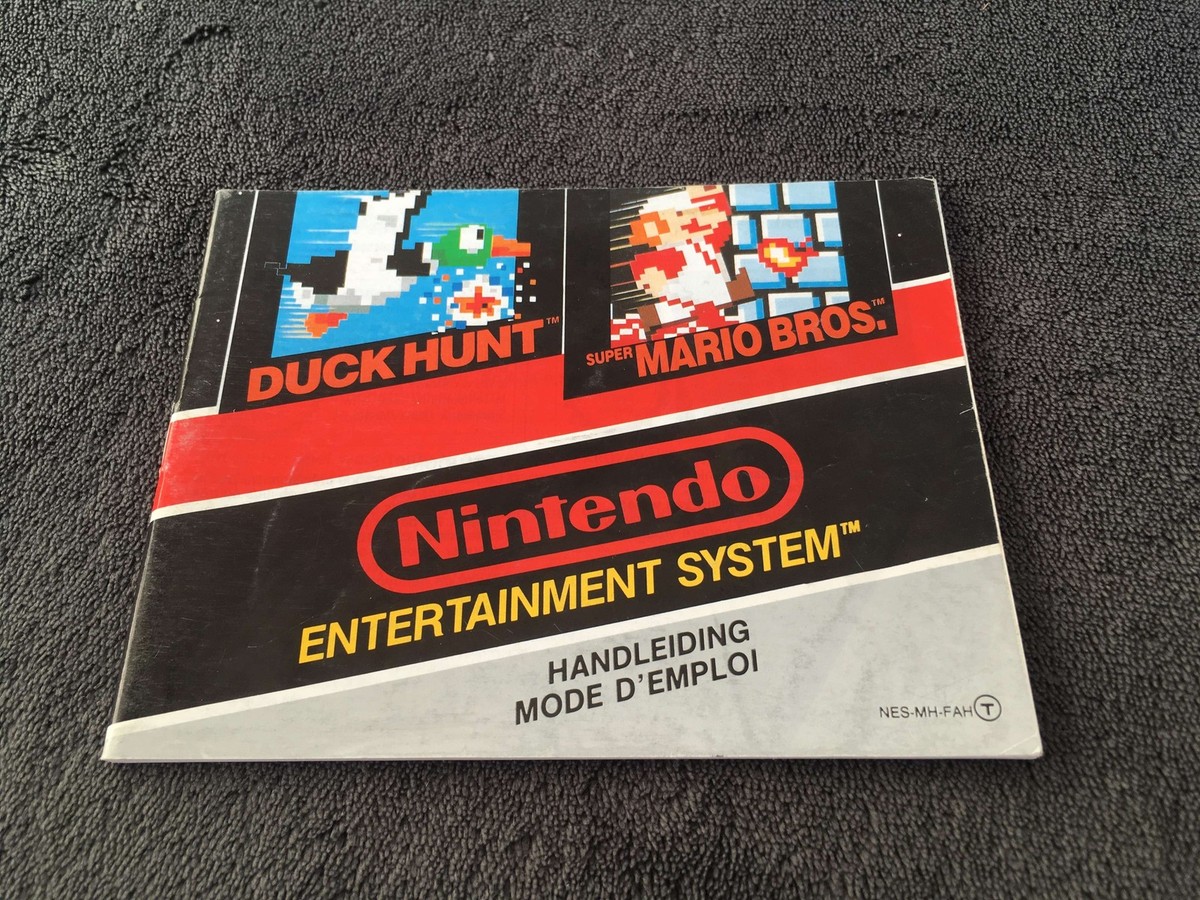 DUCK HUNT™
SUPER MARIO BROS.™
Nintendo
ENTERTAINMENT SYSTEM™
HANDLEIDING
MODE D'EMPLOI
NES-MH-FAH T